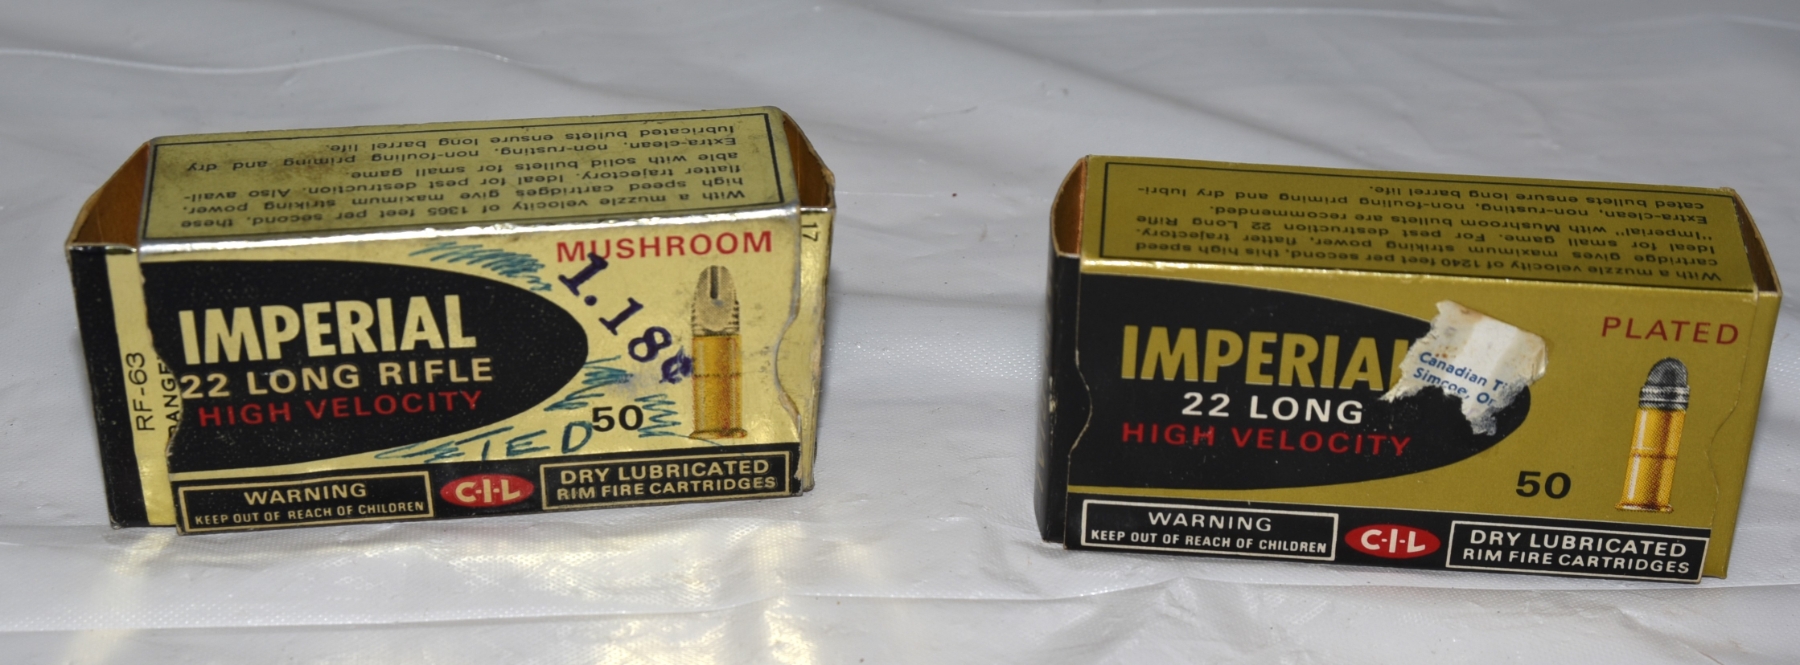 With a muzzle velocity of 1365 feet per second, these
high speed cartridges give maximum striking power,
flatter trajectory. Ideal for pest destruction. Also avail-
able with solid bullets for small game.
Extra-clean, non-rusting, non-fouling priming and dry
lubricated bullets ensure long barrel life.
17
RF-63
RANGE
MUSHROOM
1.18¢
IMPERIAL
22 LONG RIFLE
HIGH VELOCITY
50
WARNING
KEEP OUT OF REACH OF CHILDREN
C-I-L
DRY LUBRICATED
RIM FIRE CARTRIDGES
With a muzzle velocity of 1240 feet per second, this high speed
cartridge gives maximum striking power, flatter trajectory.
Ideal for small game. For pest destruction 22 Long Rifle
"Imperial" with Mushroom bullets are recommended.
Extra-clean, non-rusting, non-fouling priming and dry lubri-
cated bullets ensure long barrel life.
PLATED
IMPERIAL
22 LONG
HIGH VELOCITY
Canadian
Simcoe,
50
WARNING
KEEP OUT OF REACH OF CHILDREN
C-I-L
DRY LUBRICATED
RIM FIRE CARTRIDGES